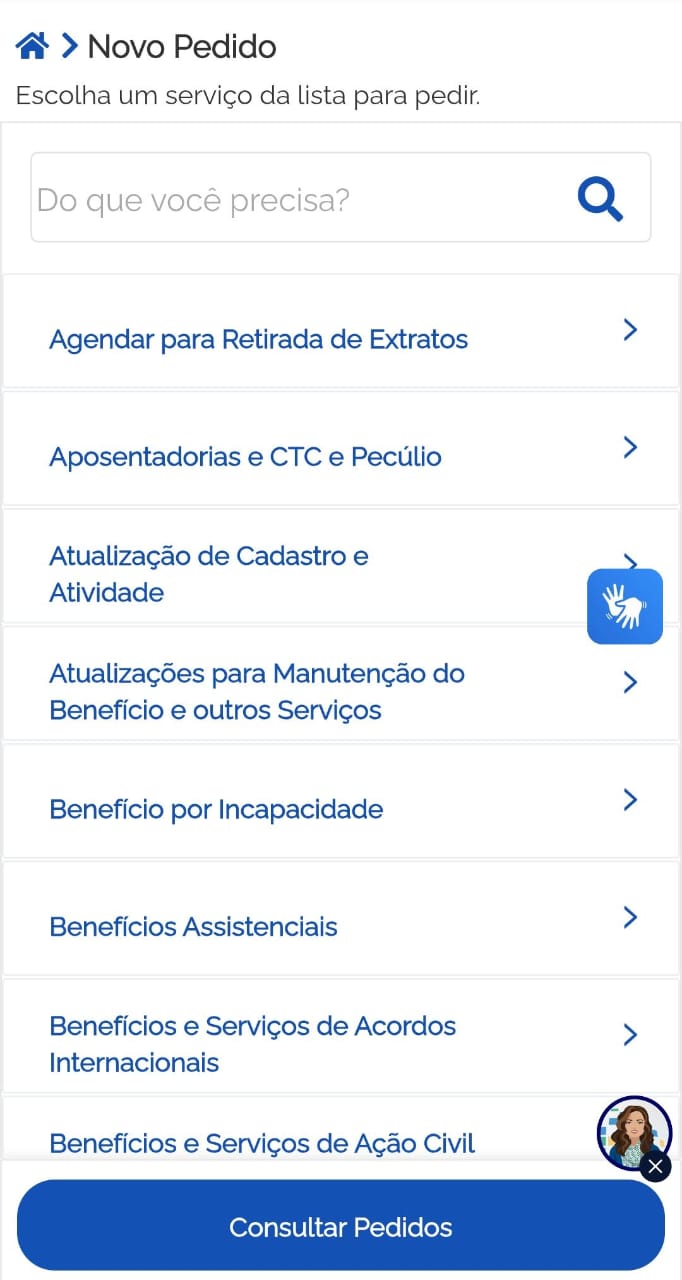 Novo Pedido
Escolha um serviço da lista para pedir.
Do que você precisa?
Agendar para Retirada de Extratos
Aposentadorias e CTC e Pecúlio
Atualização de Cadastro e
Atividade
Atualizações para Manutenção do
Benefício e outros Serviços
Benefício por Incapacidade
Benefícios Assistenciais
Benefícios e Serviços de Acordos
Internacionais
Benefícios e Serviços de Ação Civil
Consultar Pedidos